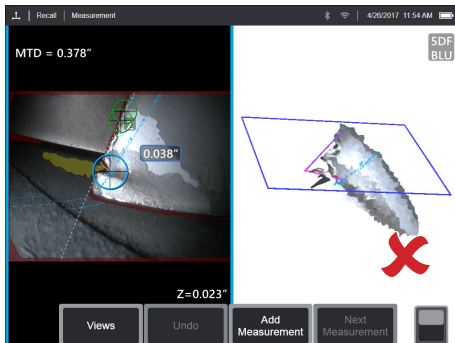 Recall | Measurement
4/26/2017 11:54 AM
5DF
BLU
MTD = 0.378"
0.038"
Z=0.023"
Views
Undo
Add
Measurement
Next
Measurement